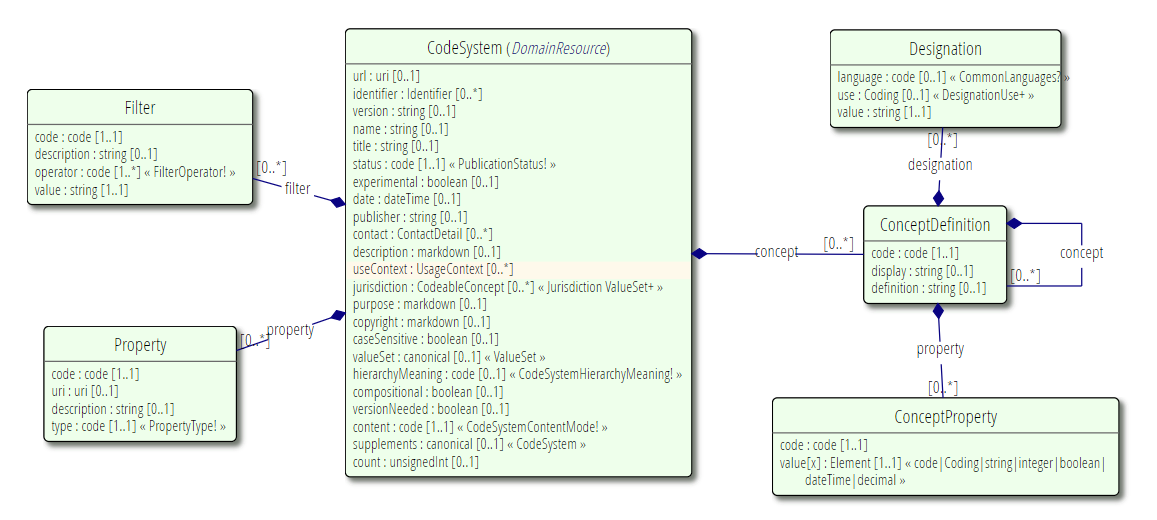 CodeSystem (DomainResource)
url : uri [0..1]
identifier : Identifier [0..*]
version : string [0..1]
name : string [0..1]
title : string [0..1]
status : code [1..1] « PublicationStatus! »
experimental : boolean [0..1]
date : dateTime [0..1]
publisher : string [0..1]
contact : ContactDetail [0..*]
description : markdown [0..1]
useContext : UsageContext [0..*]
jurisdiction : CodeableConcept [0..*] « Jurisdiction ValueSet+ »
purpose : markdown [0..1]
copyright : markdown [0..1]
caseSensitive : boolean [0..1]
valueSet : canonical [0..1] « ValueSet »
hierarchyMeaning : code [0..1] « CodeSystemHierarchyMeaning! »
compositional : boolean [0..1]
versionNeeded : boolean [0..1]
content : code [1..1] « CodeSystemContentMode! »
supplements : canonical [0..1] « CodeSystem »
count : unsignedInt [0..1]
Filter
code : code [1..1]
description : string [0..1]
operator : code [1..*] « FilterOperator! »
value : string [1..1]
[0..*]
filter
Property
code : code [1..1]
uri : uri [0..1]
description : string [0..1]
type : code [1..1] « PropertyType! »
[0..*]
property
Designation
language : code [0..1] « CommonLanguages? »
use : Coding [0..1] « DesignationUse+ »
value : string [1..1]
[0..*]
designation
ConceptDefinition
code : code [1..1]
display : string [0..1]
definition : string [0..1]
concept
[0..*]
concept
[0..*]
property
[0..*]
ConceptProperty
code : code [1..1]
value[x] : Element [1..1] « code|Coding|string|integer|boolean|
dateTime|decimal »